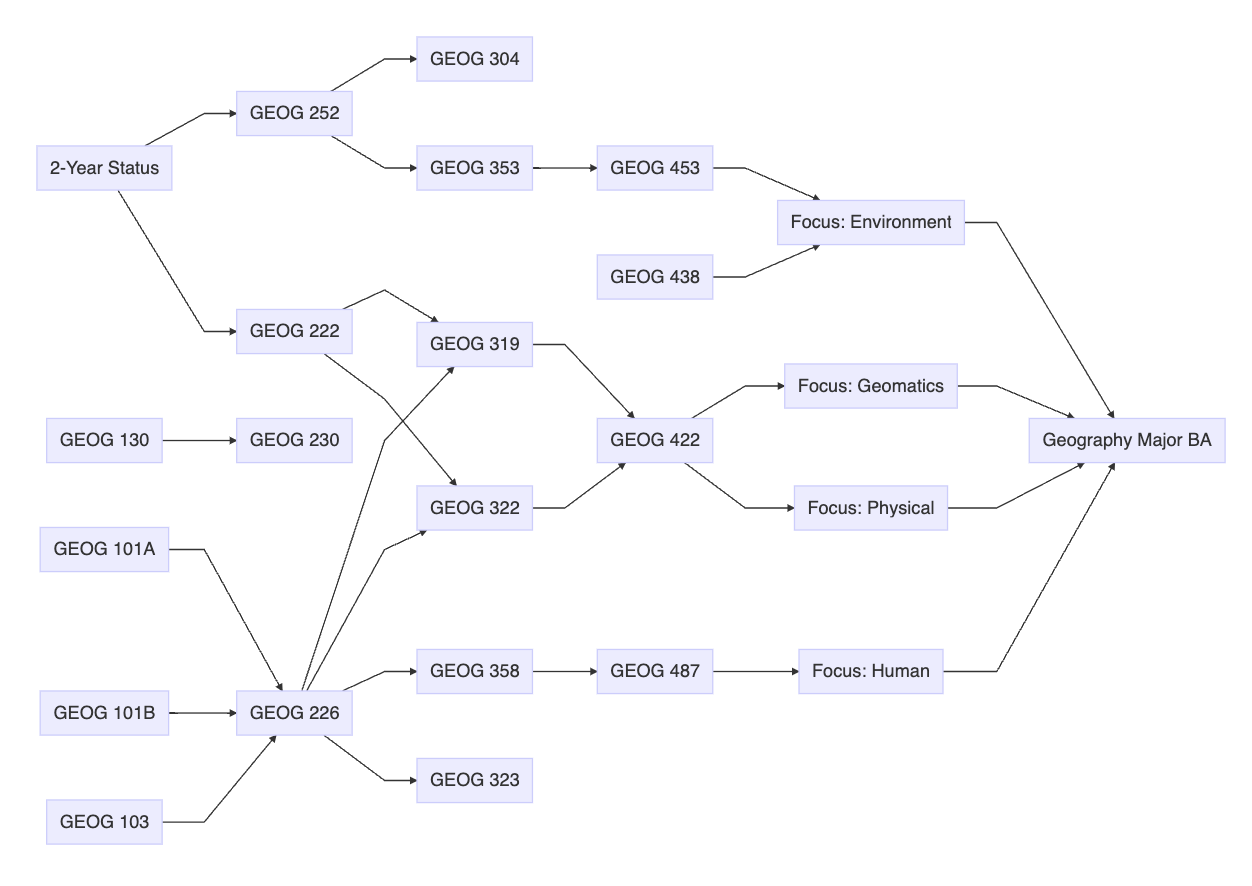 GEOG 304
GEOG 252
2-Year Status
GEOG 353
GEOG 453
Focus: Environment
GEOG 438
GEOG 222
GEOG 319
Focus: Geomatics
GEOG 130
GEOG 230
GEOG 422
Geography Major BA
GEOG 322
Focus: Physical
GEOG 101A
GEOG 358
GEOG 487
Focus: Human
GEOG 101B
GEOG 226
GEOG 323
GEOG 103